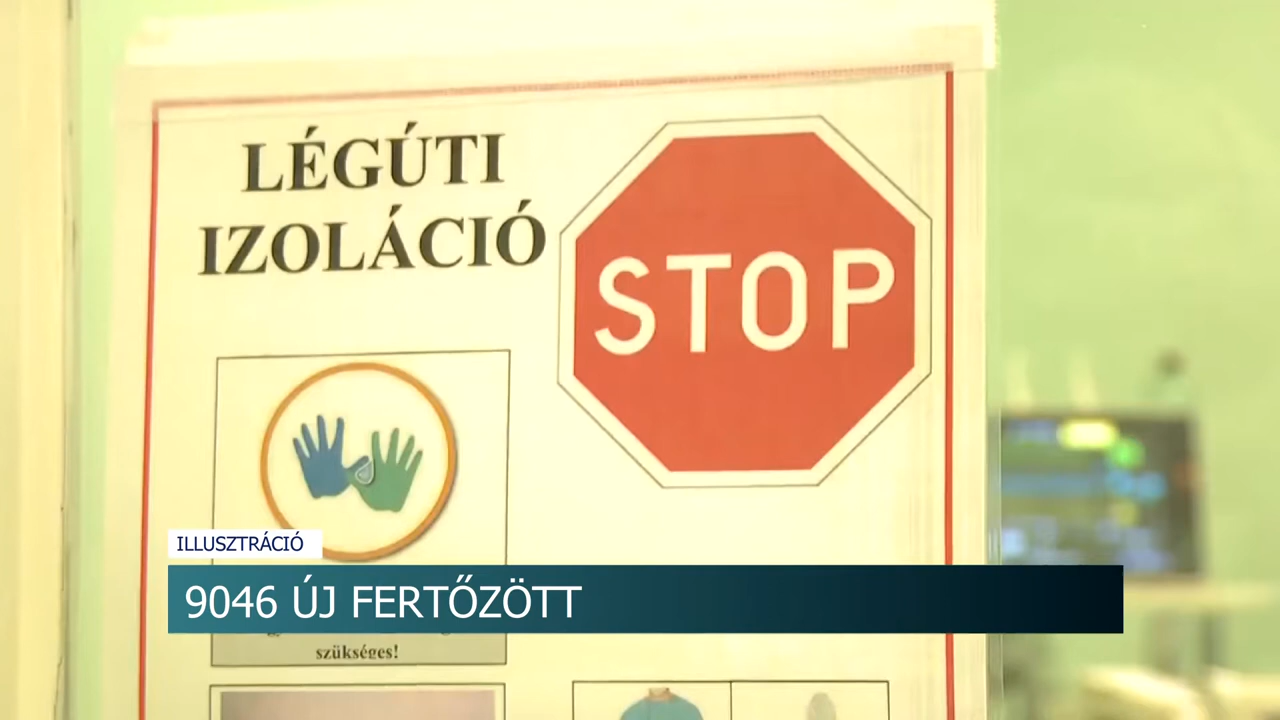 LÉGÚTI
IZOLÁCIÓ
STOP
ILLUSZTRÁCIÓ
9046 ÚJ FERTŐZÖTT
szükséges!